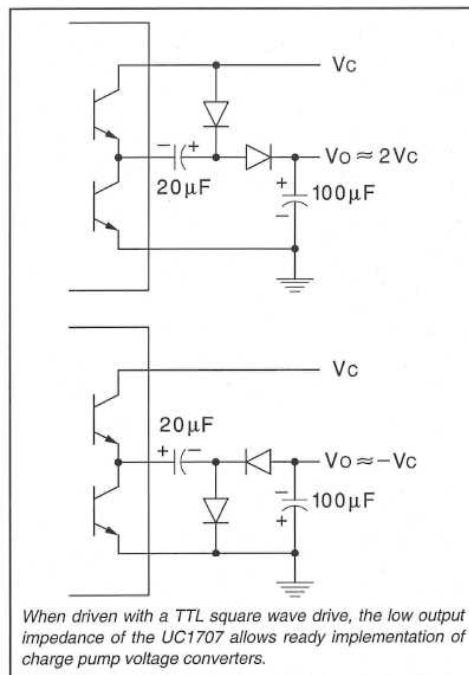 Vc
− +
20µF
Vo ≈ 2Vc
+
100µF
−
Vc
20µF
+ −
Vo ≈ −Vc
−
100µF
+
When driven with a TTL square wave drive, the low output
impedance of the UC1707 allows ready implementation of
charge pump voltage converters.